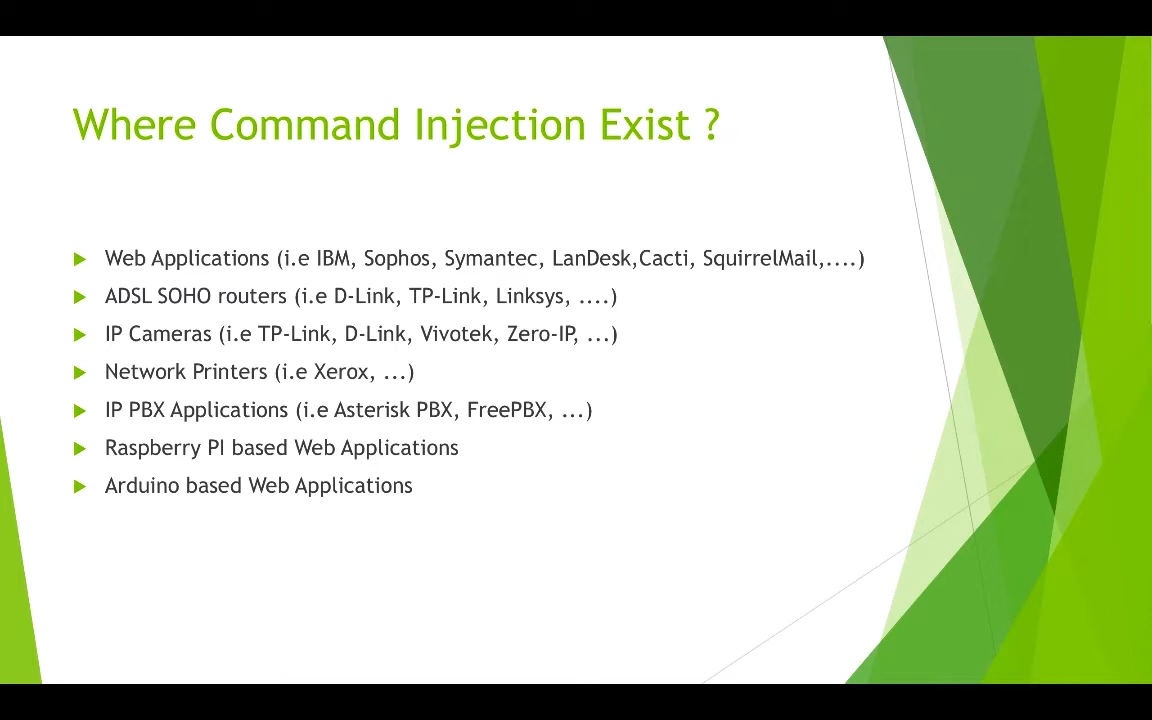 Where Command Injection Exist ?
Web Applications (i.e IBM, Sophos, Symantec, LanDesk,Cacti, SquirrelMail,....)
ADSL SOHO routers (i.e D-Link, TP-Link, Linksys, ....)
IP Cameras (i.e TP-Link, D-Link, Vivotek, Zero-IP, ...)
Network Printers (i.e Xerox, ...)
IP PBX Applications (i.e Asterisk PBX, FreePBX, ...)
Raspberry PI based Web Applications
Arduino based Web Applications